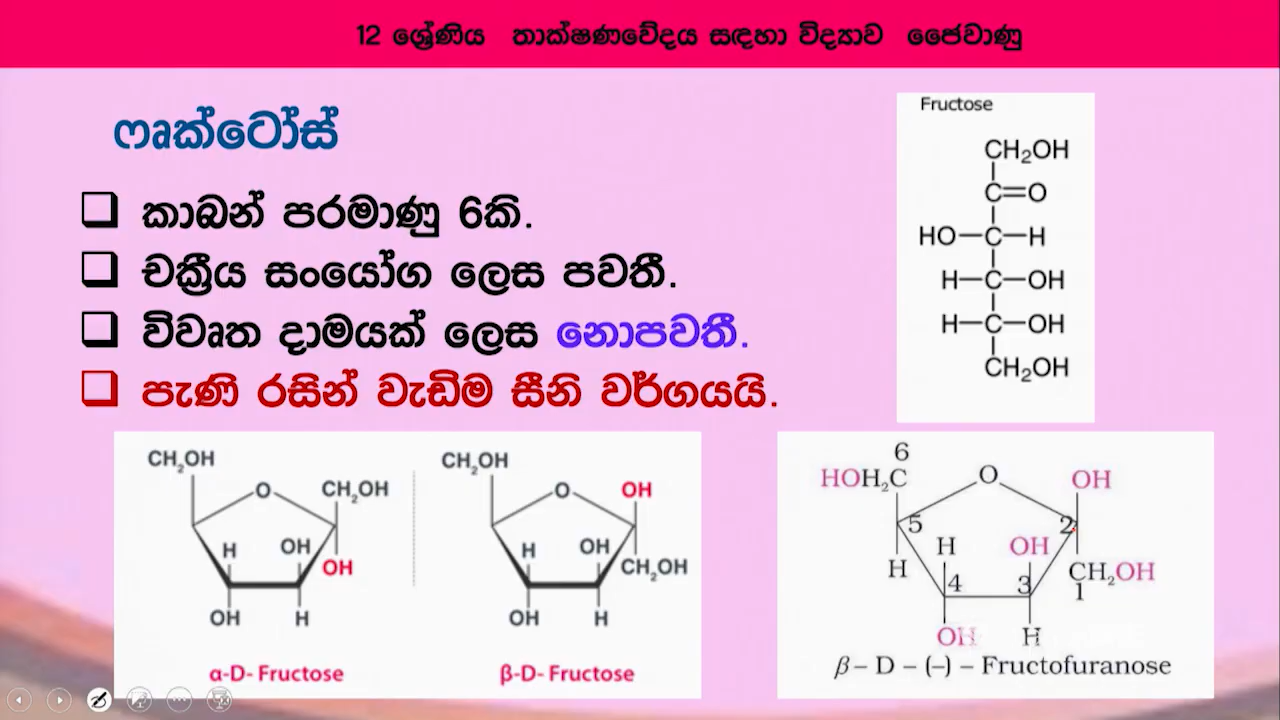 12 ශ්‍රේණිය තාක්ෂණවේදය සඳහා විද්‍යාව ජෛවාණු
ෆෘක්ටෝස්
කාබන් පරමාණු 6කි.
චක්‍රීය සංයෝග ලෙස පවතී.
විවෘත දාමයක් ලෙස නොපවතී.
පැණි රසින් වැඩිම සීනි වර්ගයයි.
Fructose
CH₂OH
C=O
HO—C—H
H—C—OH
H—C—OH
CH₂OH
CH₂OH
O
CH₂OH
H
OH
OH
OH
H
α-D- Fructose
CH₂OH
O
OH
H
OH
CH₂OH
OH
H
β-D- Fructose
6
HOH₂C
O
OH
5
2
H
H
OH
CH₂OH
4
3
1
OH
H
β – D – (–) – Fructofuranose